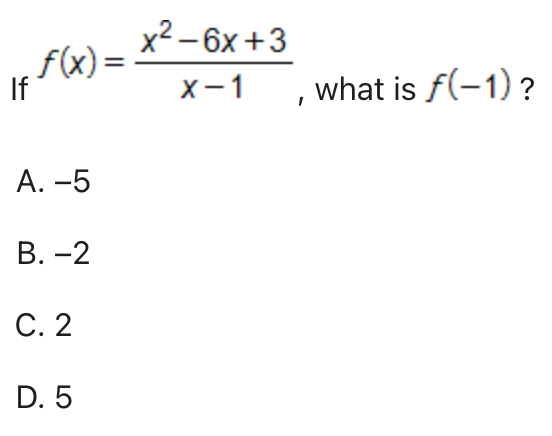 If f(x) = (x² − 6x + 3) / (x − 1), what is f(−1) ?
A. −5
B. −2
C. 2
D. 5